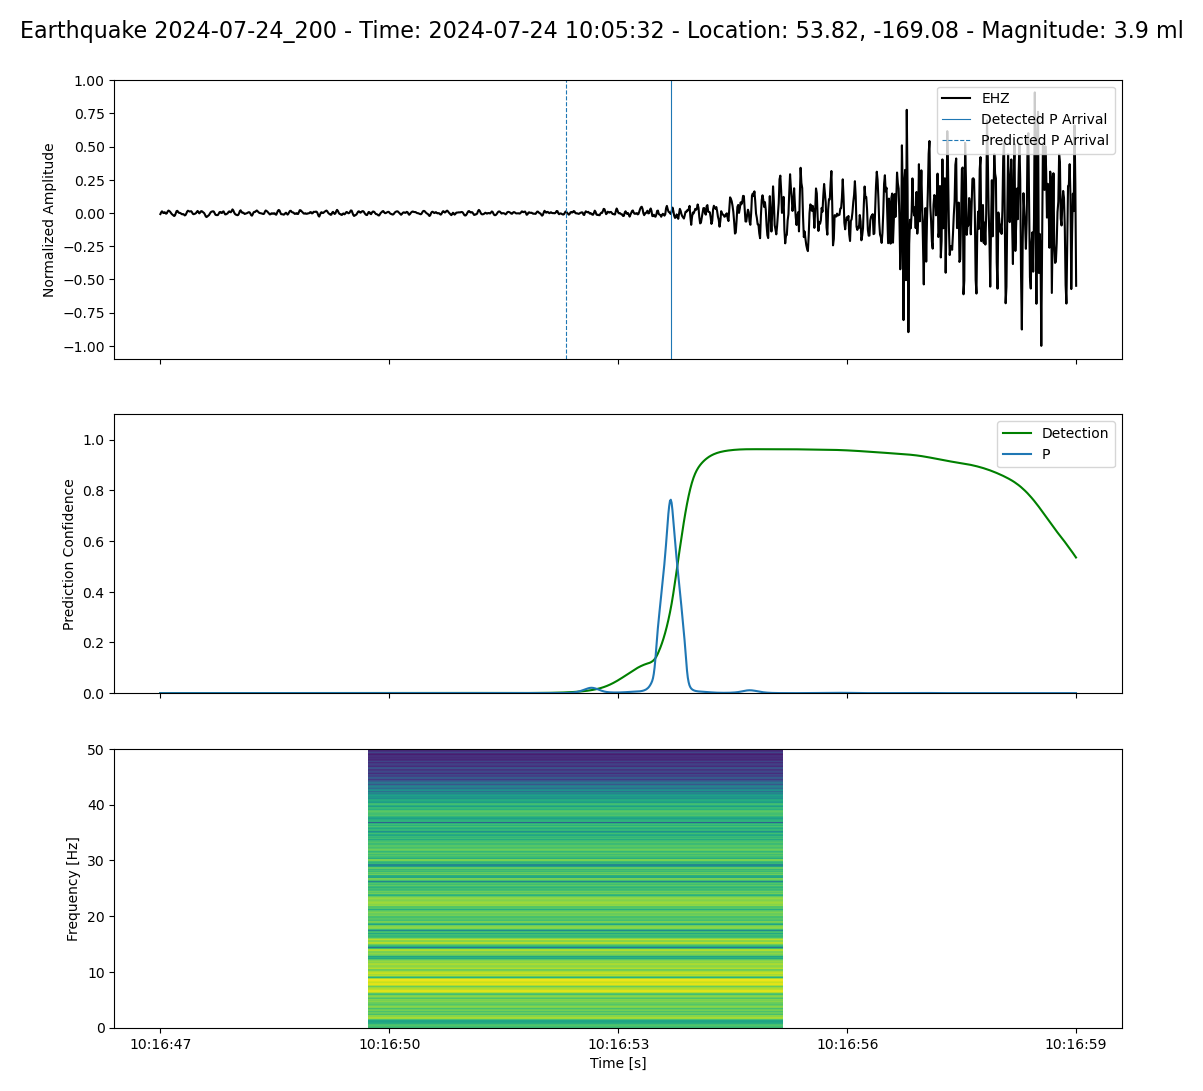 Earthquake 2024-07-24_200 - Time: 2024-07-24 10:05:32 - Location: 53.82, -169.08 - Magnitude: 3.9 ml
1.00
0.75
0.50
0.25
0.00
−0.25
−0.50
−0.75
−1.00
Normalized Amplitude
EHZ
Detected P Arrival
Predicted P Arrival
1.0
0.8
0.6
0.4
0.2
0.0
Prediction Confidence
Detection
P
50
40
30
20
10
0
Frequency [Hz]
10:16:47 10:16:50 10:16:53 10:16:56 10:16:59
Time [s]